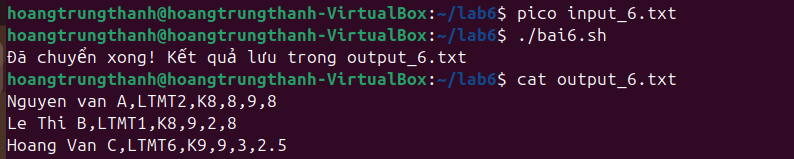 hoangtrungthanh@hoangtrungthanh-VirtualBox:~/lab6$ pico input_6.txt
hoangtrungthanh@hoangtrungthanh-VirtualBox:~/lab6$ ./bai6.sh
Đã chuyển xong! Kết quả lưu trong output_6.txt
hoangtrungthanh@hoangtrungthanh-VirtualBox:~/lab6$ cat output_6.txt
Nguyen van A,LTMT2,K8,8,9,8
Le Thi B,LTMT1,K8,9,2,8
Hoang Van C,LTMT6,K9,9,3,2.5